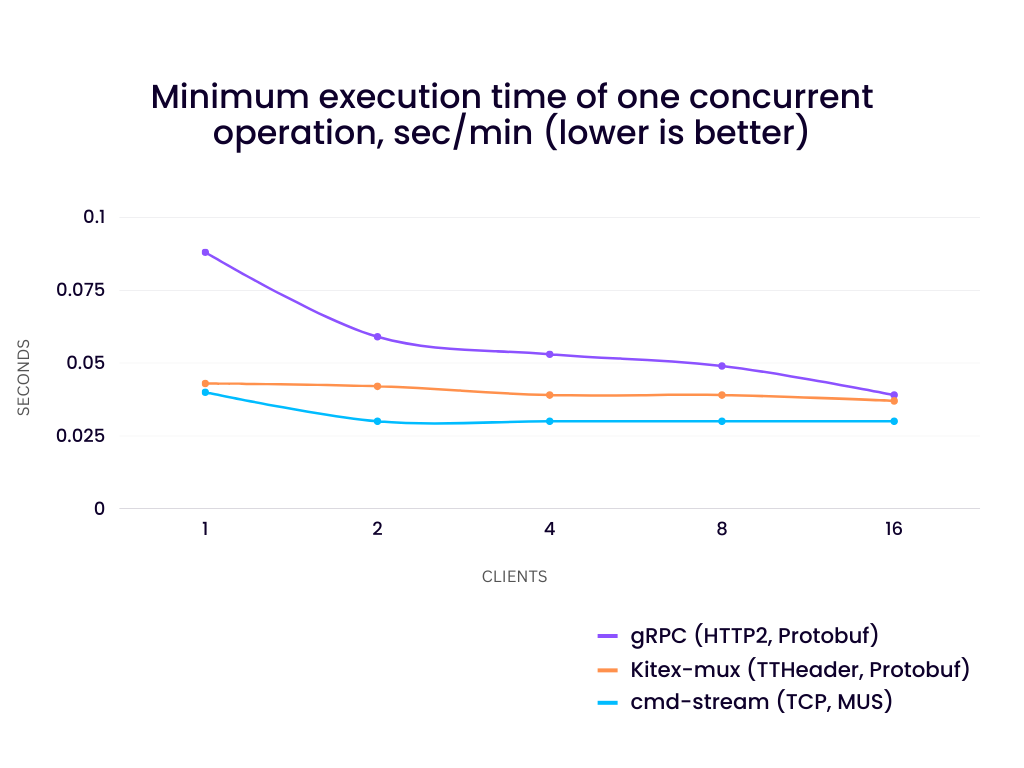 Minimum execution time of one concurrent
operation, sec/min (lower is better)
0.1
0.075
0.05
0.025
0
SECONDS
1 2 4 8 16
CLIENTS
gRPC (HTTP2, Protobuf)
Kitex-mux (TTHeader, Protobuf)
cmd-stream (TCP, MUS)